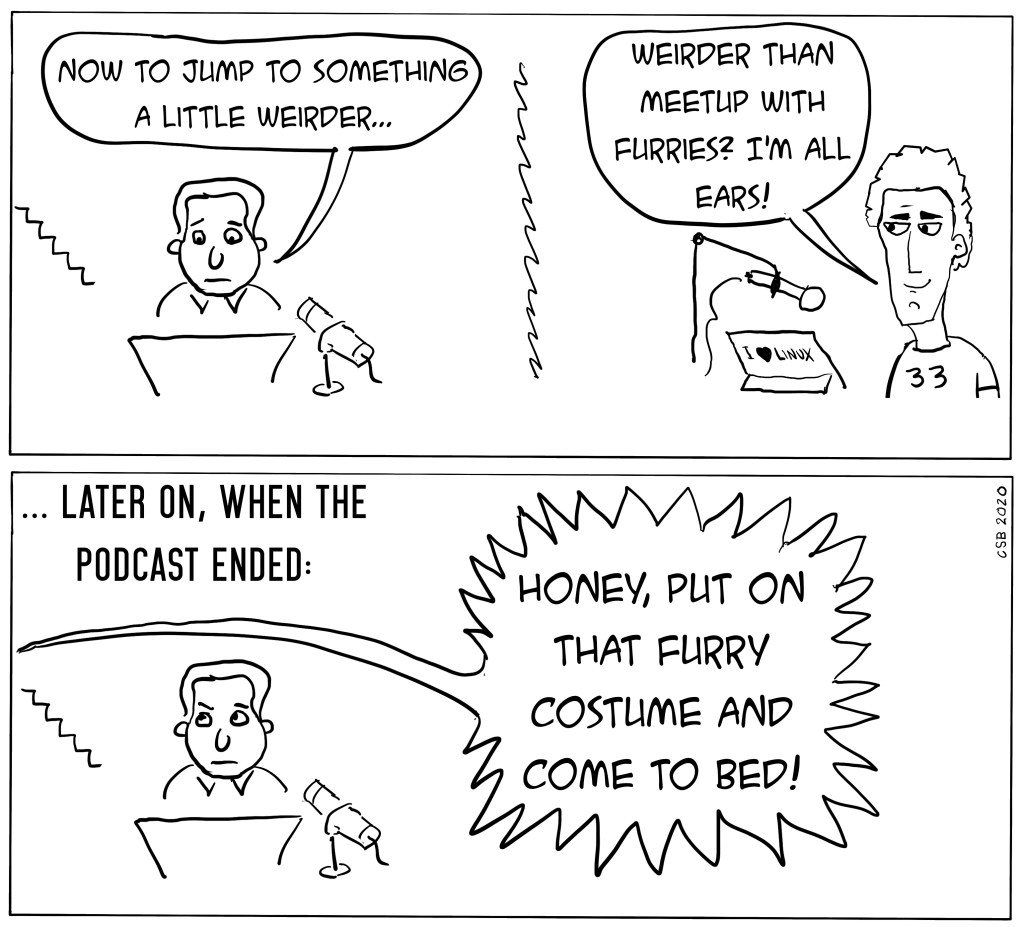 NOW TO JUMP TO SOMETHING
A LITTLE WEIRDER...
WEIRDER THAN
MEETUP WITH
FURRIES? I'M ALL
EARS!
I ♥ LINUX
33
... LATER ON, WHEN THE
PODCAST ENDED:
HONEY, PUT ON
THAT FURRY
COSTUME AND
COME TO BED!
CSB 2020